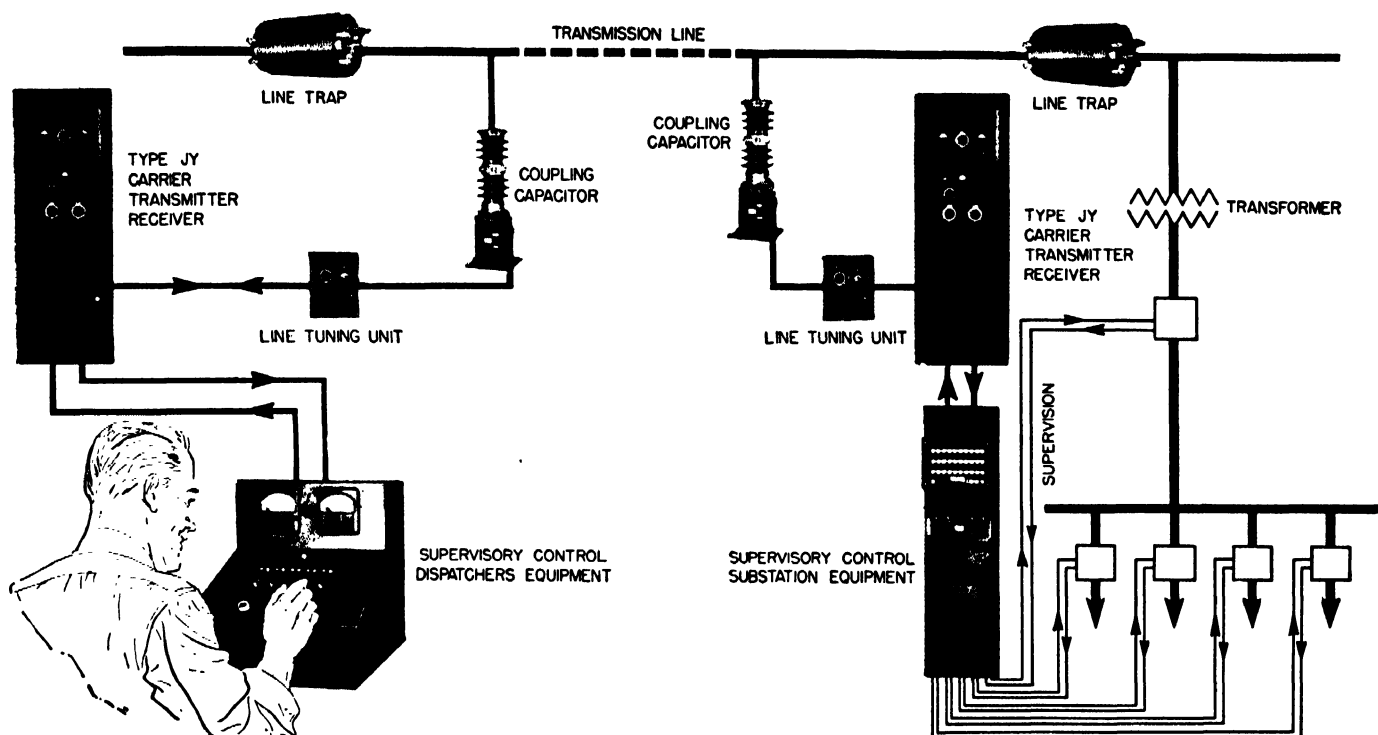 TRANSMISSION LINE
LINE TRAP
LINE TRAP
COUPLING
CAPACITOR
TYPE JY
CARRIER
TRANSMITTER
RECEIVER
COUPLING
CAPACITOR
TYPE JY
CARRIER
TRANSMITTER
RECEIVER
TRANSFORMER
LINE TUNING UNIT
LINE TUNING UNIT
SUPERVISION
SUPERVISORY CONTROL
DISPATCHERS EQUIPMENT
SUPERVISORY CONTROL
SUBSTATION EQUIPMENT